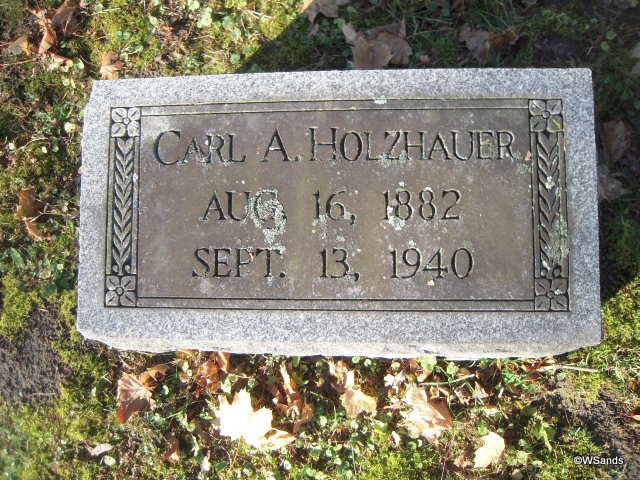 CARL A. HOLZHAUER
AUG. 16, 1882
SEPT. 13, 1940
©WSands